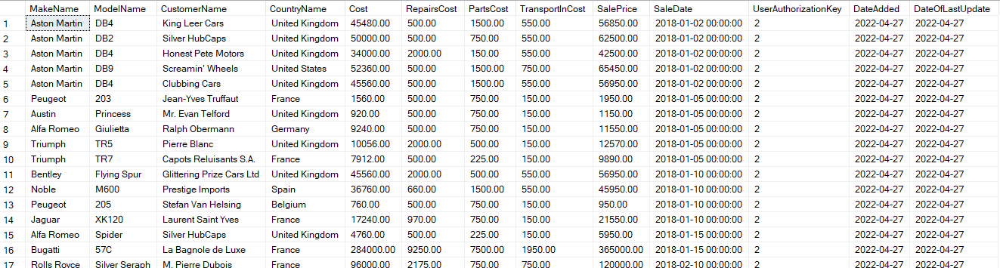 MakeName ModelName CustomerName CountryName Cost RepairsCost PartsCost TransportInCost SalePrice SaleDate UserAuthorizationKey DateAdded DateOfLastUpdate
1 Aston Martin DB4 King Leer Cars United Kingdom 45480.00 500.00 1500.00 550.00 56850.00 2018-01-02 00:00:00 2 2022-04-27 2022-04-27
2 Aston Martin DB2 Silver HubCaps United Kingdom 50000.00 500.00 750.00 550.00 62500.00 2018-01-02 00:00:00 2 2022-04-27 2022-04-27
3 Aston Martin DB4 Honest Pete Motors United Kingdom 34000.00 2000.00 150.00 550.00 42500.00 2018-01-02 00:00:00 2 2022-04-27 2022-04-27
4 Aston Martin DB9 Screamin' Wheels United States 52360.00 500.00 1500.00 750.00 65450.00 2018-01-02 00:00:00 2 2022-04-27 2022-04-27
5 Aston Martin DB4 Clubbing Cars United Kingdom 45560.00 500.00 1500.00 550.00 56950.00 2018-01-02 00:00:00 2 2022-04-27 2022-04-27
6 Peugeot 203 Jean-Yves Truffaut France 1560.00 500.00 750.00 150.00 1950.00 2018-01-05 00:00:00 2 2022-04-27 2022-04-27
7 Austin Princess Mr. Evan Telford United Kingdom 920.00 500.00 750.00 150.00 1150.00 2018-01-05 00:00:00 2 2022-04-27 2022-04-27
8 Alfa Romeo Giulietta Ralph Obermann Germany 9240.00 500.00 750.00 150.00 11550.00 2018-01-05 00:00:00 2 2022-04-27 2022-04-27
9 Triumph TR5 Pierre Blanc United Kingdom 10056.00 2000.00 500.00 150.00 12570.00 2018-01-05 00:00:00 2 2022-04-27 2022-04-27
10 Triumph TR7 Capots Reluisants S.A. France 7912.00 500.00 225.00 150.00 9890.00 2018-01-05 00:00:00 2 2022-04-27 2022-04-27
11 Bentley Flying Spur Glittering Prize Cars Ltd United Kingdom 45560.00 2000.00 500.00 550.00 56950.00 2018-01-10 00:00:00 2 2022-04-27 2022-04-27
12 Noble M600 Prestige Imports Spain 36760.00 660.00 1500.00 550.00 45950.00 2018-01-10 00:00:00 2 2022-04-27 2022-04-27
13 Peugeot 205 Stefan Van Helsing Belgium 760.00 500.00 750.00 150.00 950.00 2018-01-10 00:00:00 2 2022-04-27 2022-04-27
14 Jaguar XK120 Laurent Saint Yves France 17240.00 970.00 750.00 150.00 21550.00 2018-01-10 00:00:00 2 2022-04-27 2022-04-27
15 Alfa Romeo Spider Silver HubCaps United Kingdom 4760.00 500.00 225.00 150.00 5950.00 2018-01-15 00:00:00 2 2022-04-27 2022-04-27
16 Bugatti 57C La Bagnole de Luxe France 284000.00 9250.00 7500.00 1950.00 365000.00 2018-01-15 00:00:00 2 2022-04-27 2022-04-27
17 Rolls Royce Silver Seraph M. Pierre Dubois France 96000.00 2175.00 750.00 750.00 120000.00 2018-02-10 00:00:00 2 2022-04-27 2022-04-27